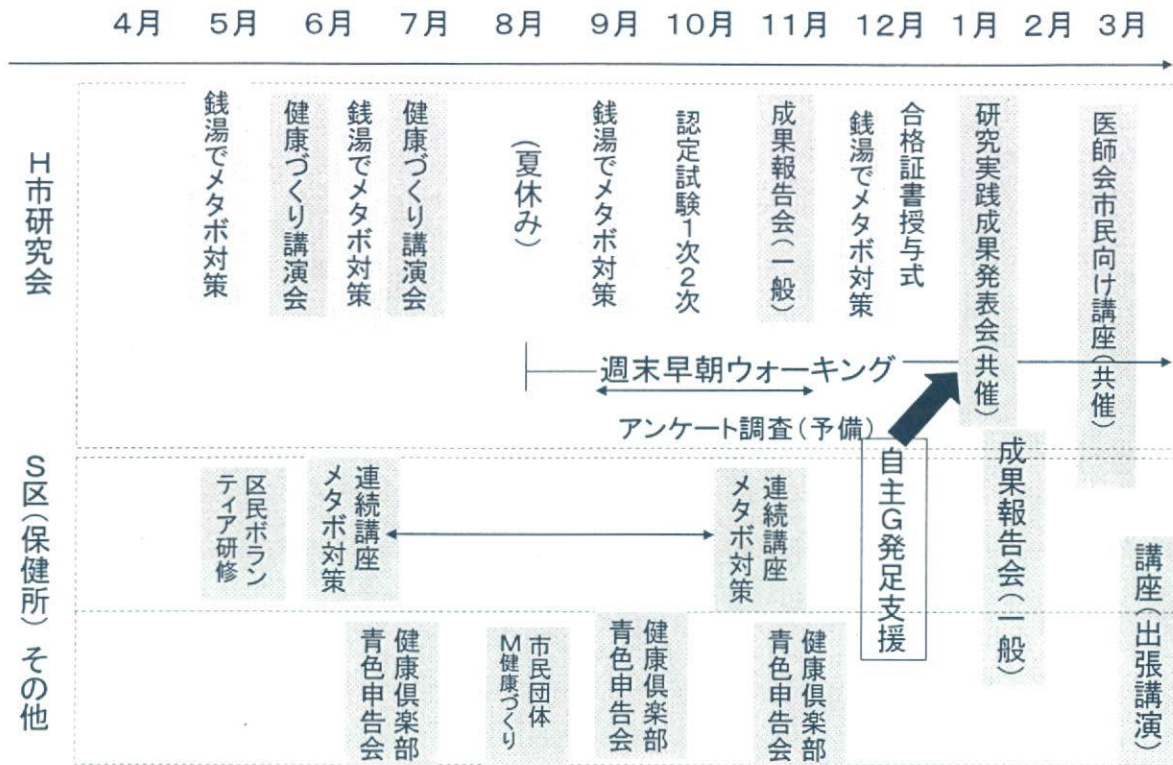 4月 5月 6月 7月 8月 9月 10月 11月 12月 1月 2月 3月
H市研究会
銭湯でメタボ対策
健康づくり講演会
銭湯でメタボ対策
健康づくり講演会
(夏休み)
銭湯でメタボ対策
認定試験1次2次
成果報告会(一般)
銭湯でメタボ対策
合格証書授与式
研究実践成果発表会(共催)
医師会市民向け講座(共催)
週末早朝ウォーキング
アンケート調査(予備)
S区(保健所) その他
区民ボラン
ティア研修
連続講座
メタボ対策
連続講座
メタボ対策
自主G発足支援
成果報告会(一般)
講座(出張講演)
健康倶楽部
青色申告会
市民団体
M健康づくり
健康倶楽部
青色申告会
健康倶楽部
青色申告会